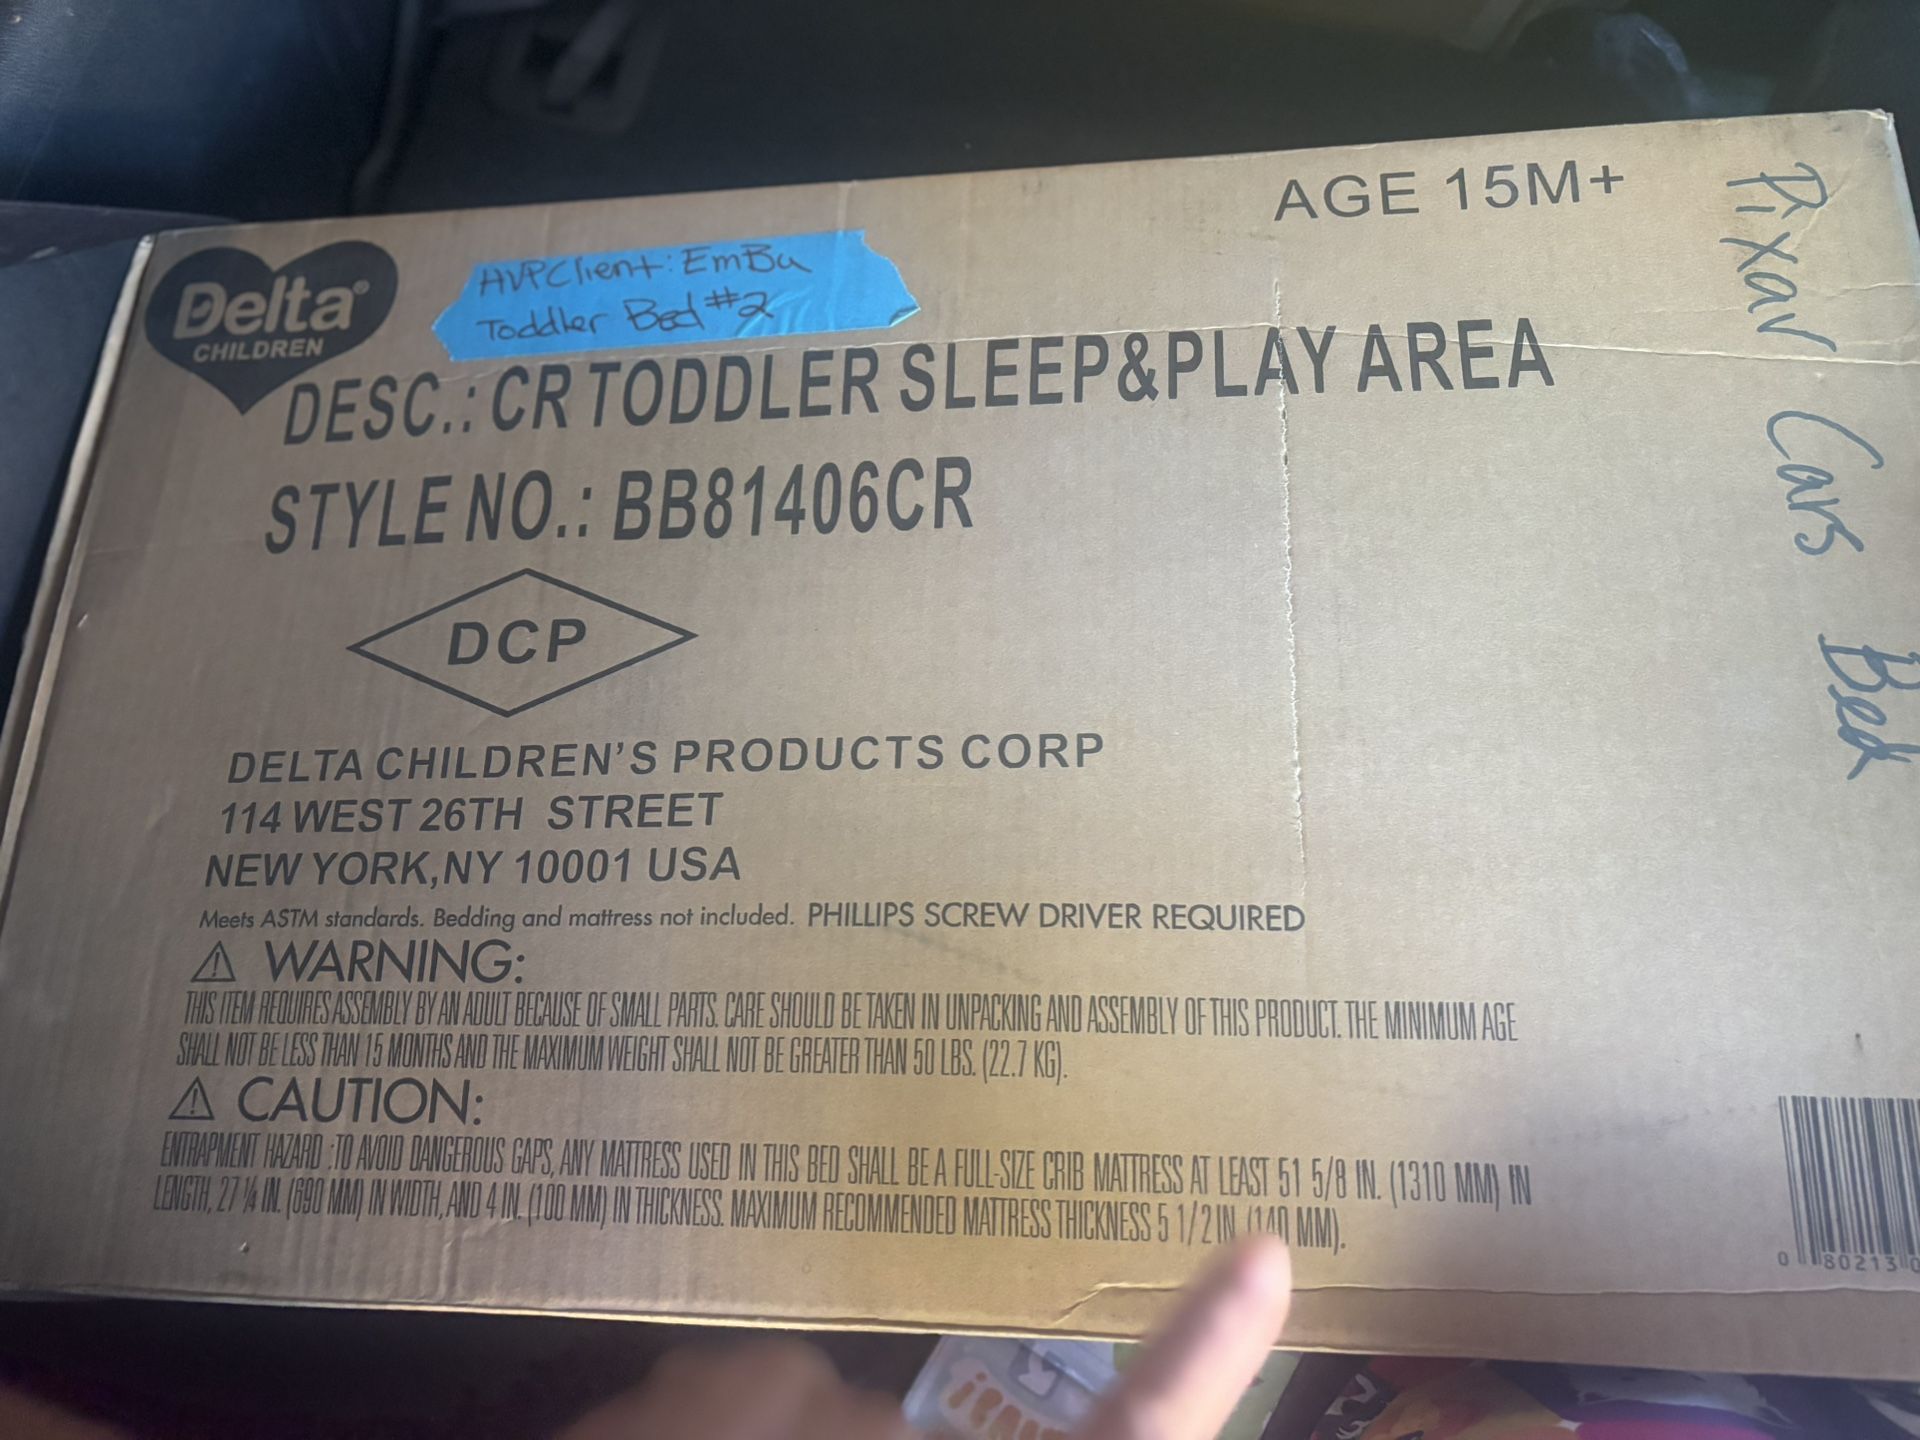 AGE 15M+
Delta®
CHILDREN
HVPClient: EmBu
Toddler Bed #2
DESC.: CR TODDLER SLEEP&PLAY AREA
STYLE NO.: BB81406CR
DCP
DELTA CHILDREN'S PRODUCTS CORP
114 WEST 26TH STREET
NEW YORK,NY 10001 USA
Meets ASTM standards. Bedding and mattress not included. PHILLIPS SCREW DRIVER REQUIRED
⚠ WARNING:
THIS ITEM REQUIRES ASSEMBLY BY AN ADULT BECAUSE OF SMALL PARTS. CARE SHOULD BE TAKEN IN UNPACKING AND ASSEMBLY OF THIS PRODUCT. THE MINIMUM AGE
SHALL NOT BE LESS THAN 15 MONTHS AND THE MAXIMUM WEIGHT SHALL NOT BE GREATER THAN 50 LBS. (22.7 KG).
⚠ CAUTION:
ENTRAPMENT HAZARD :TO AVOID DANGEROUS GAPS, ANY MATTRESS USED IN THIS BED SHALL BE A FULL-SIZE CRIB MATTRESS AT LEAST 51 5/8 IN. (1310 MM) IN
LENGTH, 27 ¼ IN. (690 MM) IN WIDTH, AND 4 IN. (100 MM) IN THICKNESS. MAXIMUM RECOMMENDED MATTRESS THICKNESS 5 1/2 IN. (140 MM).
Pixar Cars Bed
0 80213 0